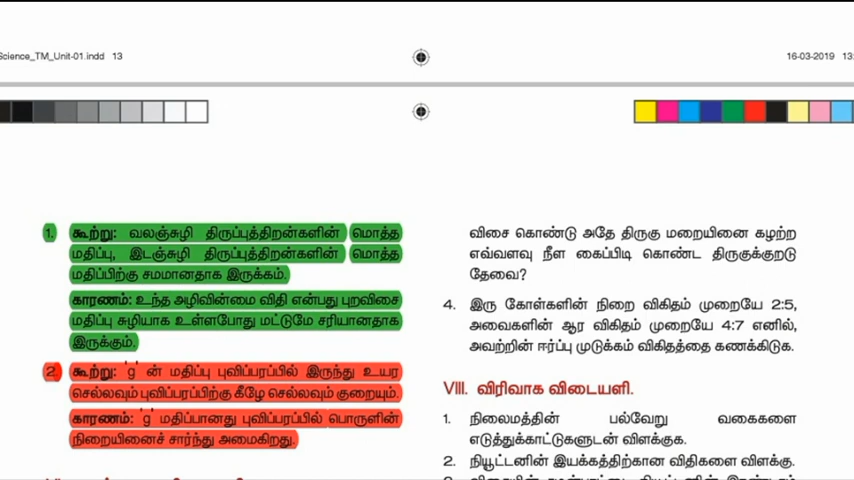 Science_TM_Unit-01.indd 13
16-03-2019 13:
1. கூற்று: வலஞ்சுழி திருப்புத்திறன்களின் மொத்த
மதிப்பு, இடஞ்சுழி திருப்புத்திறன்களின் மொத்த
மதிப்பிற்கு சமமானதாக இருக்கம்.
காரணம்: உந்த அழிவின்மை விதி என்பது புறவிசை
மதிப்பு சுழியாக உள்ளபோது மட்டுமே சரியானதாக
இருக்கும்.
2. கூற்று: 'g' ன் மதிப்பு புவிப்பரப்பில் இருந்து உயர
செல்லவும் புவிப்பரப்பிற்கு கீழே செல்லவும் குறையும்.
காரணம்: 'g' மதிப்பானது புவிப்பரப்பில் பொருளின்
நிறையினைச் சார்ந்து அமைகிறது.
விசை கொண்டு அதே திருகு மறையினை கழற்ற
எவ்வளவு நீள கைப்பிடி கொண்ட திருகுக்குறடு
தேவை?
4. இரு கோள்களின் நிறை விகிதம் முறையே 2:5,
அவைகளின் ஆர விகிதம் முறையே 4:7 எனில்,
அவற்றின் ஈர்ப்பு முடுக்கம் விகிதத்தை கணக்கிடுக.
VIII. விரிவாக விடையளி.
1. நிலைமத்தின் பல்வேறு வகைகளை
எடுத்துக்காட்டுகளுடன் விளக்குக.
2. நியூட்டனின் இயக்கத்திற்கான விதிகளை விளக்கு.